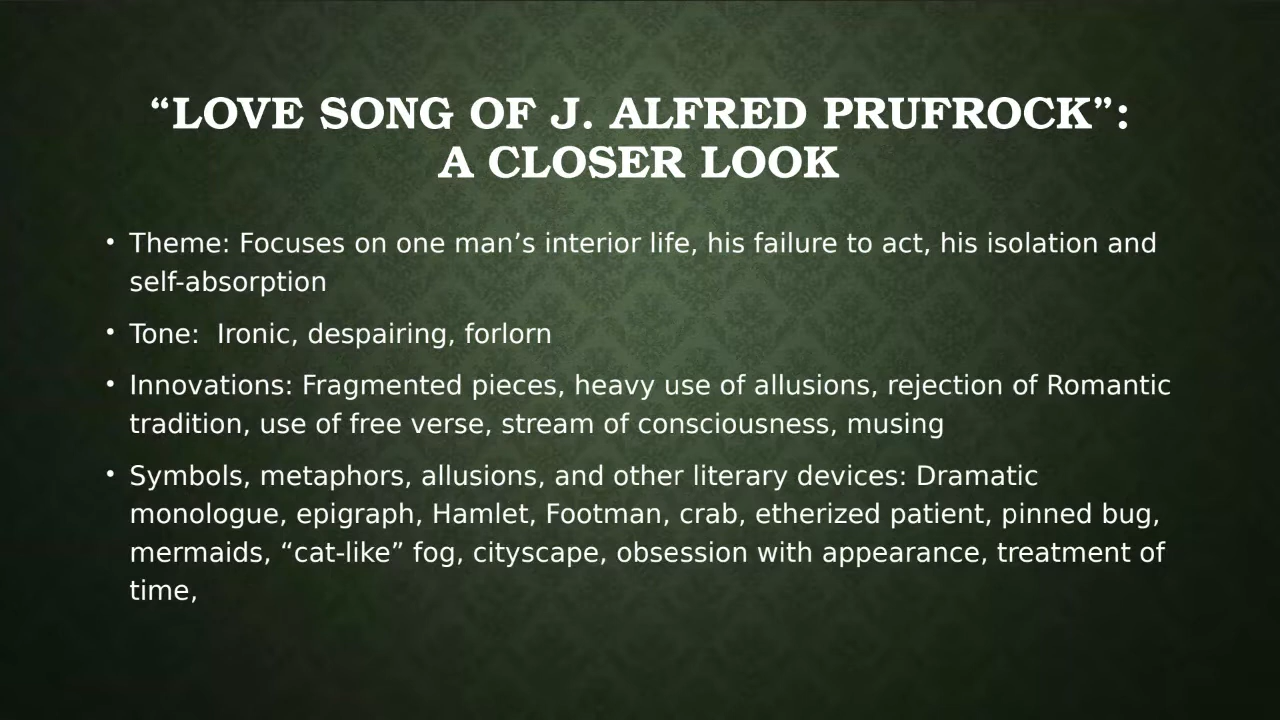 “LOVE SONG OF J. ALFRED PRUFROCK”:
A CLOSER LOOK
• Theme: Focuses on one man’s interior life, his failure to act, his isolation and
self-absorption
• Tone:  Ironic, despairing, forlorn
• Innovations: Fragmented pieces, heavy use of allusions, rejection of Romantic
tradition, use of free verse, stream of consciousness, musing
• Symbols, metaphors, allusions, and other literary devices: Dramatic
monologue, epigraph, Hamlet, Footman, crab, etherized patient, pinned bug,
mermaids, “cat-like” fog, cityscape, obsession with appearance, treatment of
time,